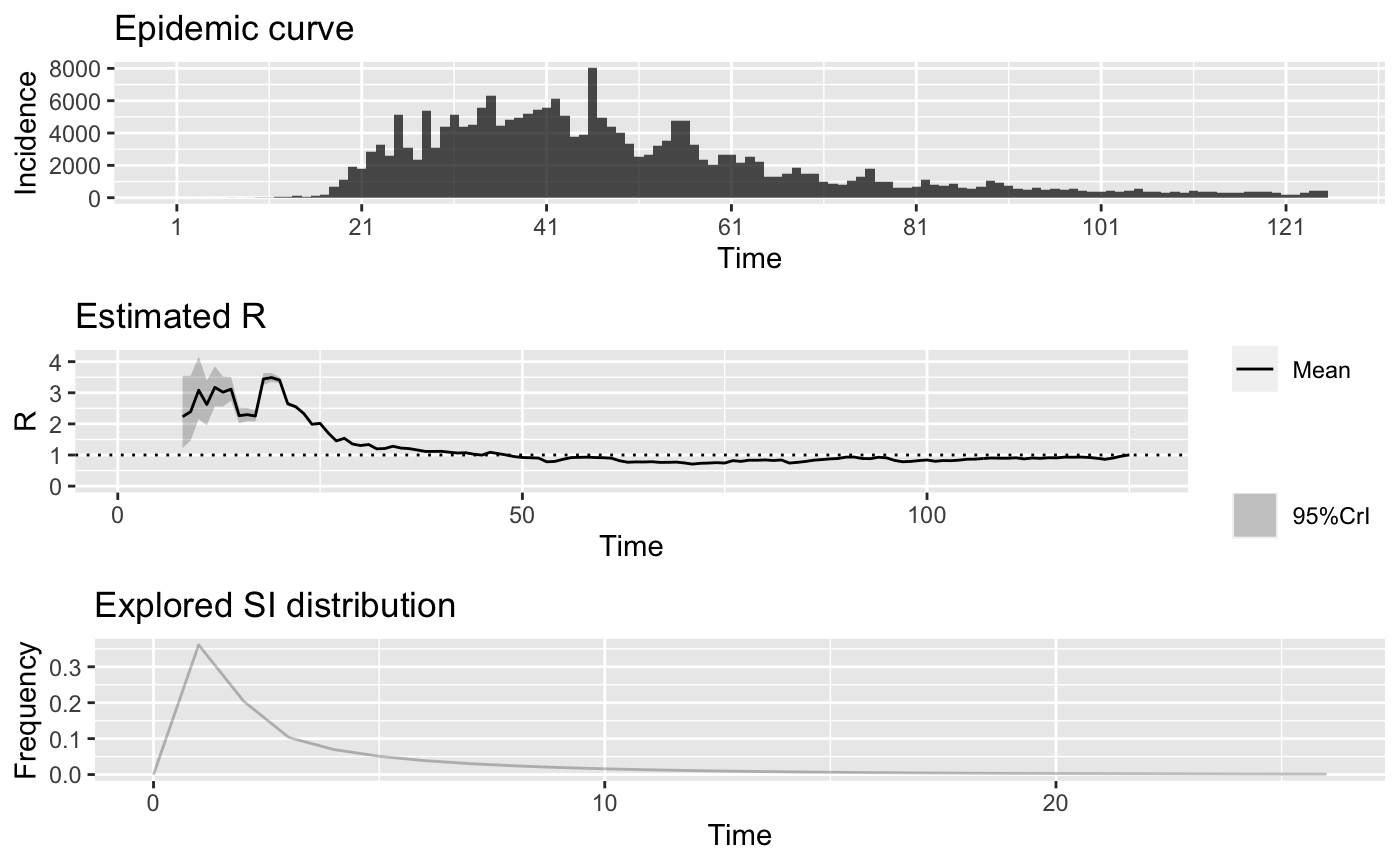 Epidemic curve
Incidence
8000
6000
4000
2000
0
1 21 41 61 81 101 121
Time
Estimated R
R
4
3
2
1
0
0 50 100
Time
Mean
95%CrI
Explored SI distribution
Frequency
0.3
0.2
0.1
0.0
0 10 20
Time